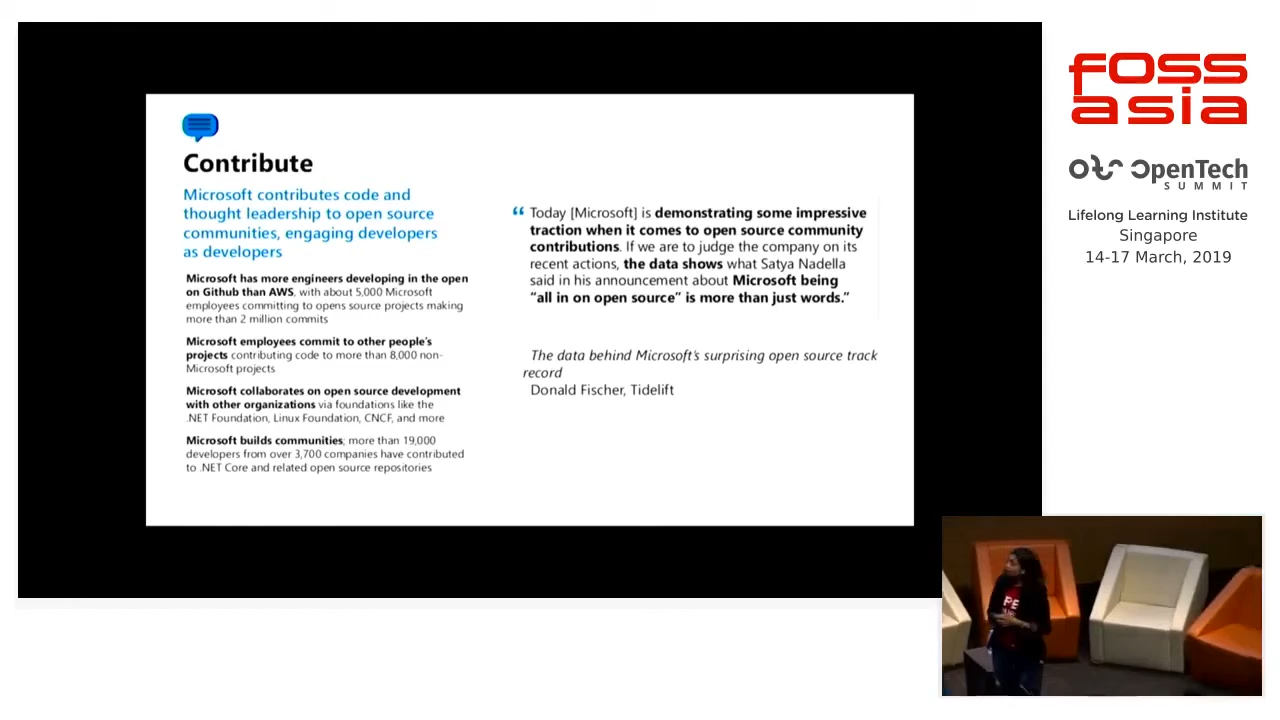 Contribute
Microsoft contributes code and
thought leadership to open source
communities, engaging developers
as developers
Microsoft has more engineers developing in the open
on Github than AWS, with about 5,000 Microsoft
employees committing to opens source projects making
more than 2 million commits
Microsoft employees commit to other people's
projects contributing code to more than 8,000 non-
Microsoft projects
Microsoft collaborates on open source development
with other organizations via foundations like the
.NET Foundation, Linux Foundation, CNCF, and more
Microsoft builds communities; more than 19,000
developers from over 3,700 companies have contributed
to .NET Core and related open source repositories
“ Today [Microsoft] is demonstrating some impressive
traction when it comes to open source community
contributions. If we are to judge the company on its
recent actions, the data shows what Satya Nadella
said in his announcement about Microsoft being
“all in on open source” is more than just words.”
The data behind Microsoft's surprising open source track
record
Donald Fischer, Tidelift
fossasia
OpenTech
SUMMIT
Lifelong Learning Institute
Singapore
14-17 March, 2019